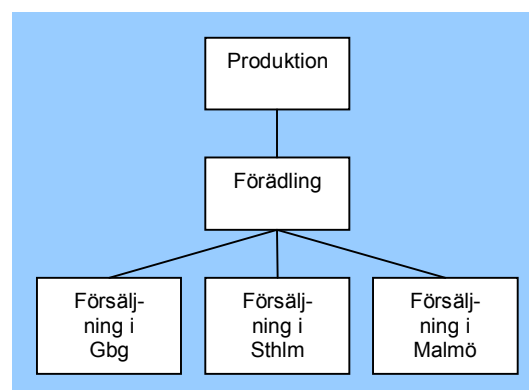 Produktion
Förädling
Försälj-
ning i
Gbg
Försälj-
ning i
Sthlm
Försälj-
ning i
Malmö